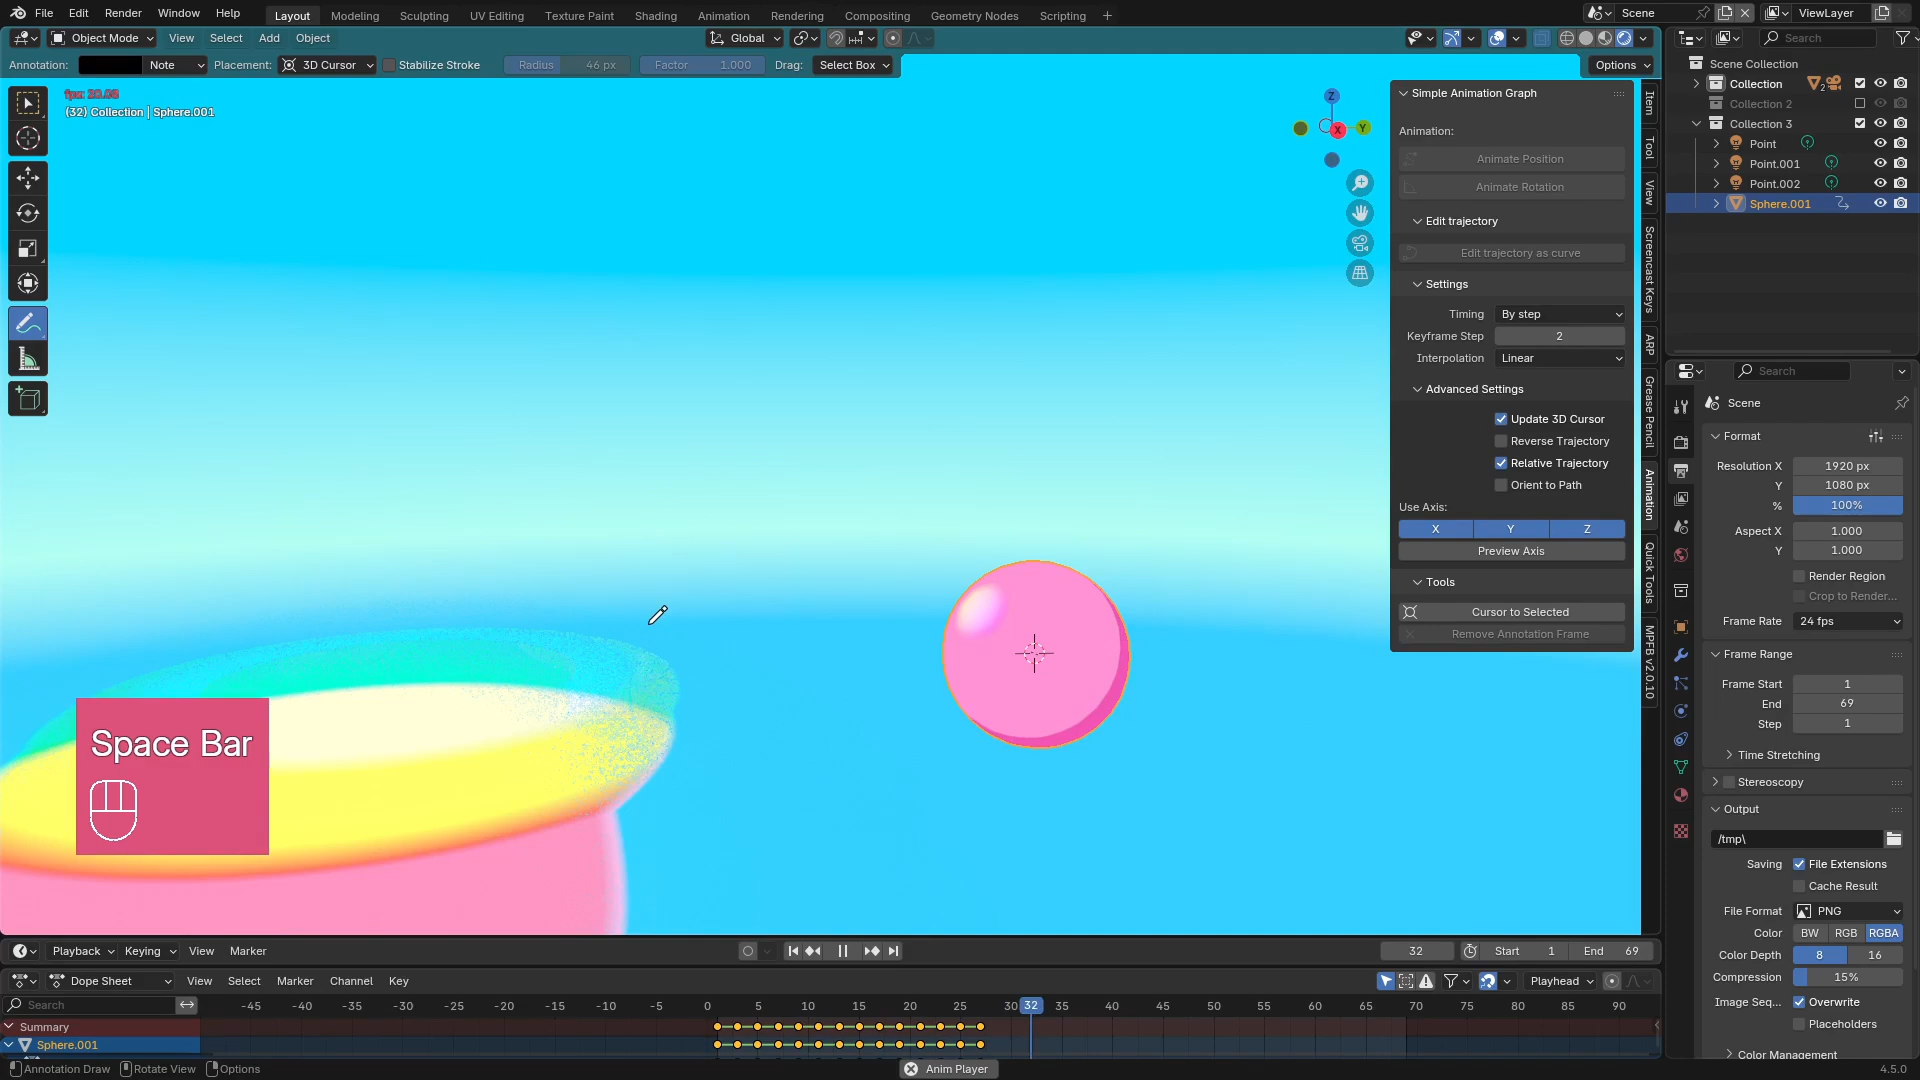 File Edit Render Window Help Layout Modeling Sculpting UV Editing Texture Paint Shading Animation Rendering Compositing Geometry Nodes Scripting + Scene ViewLayer
Object Mode View Select Add Object Global Search
Annotation: Note Placement: 3D Cursor Stabilize Stroke Radius 46 px Factor 1.000 Drag: Select Box Options
fps: 20.08
(32) Collection | Sphere.001
Z
X
Y
Simple Animation Graph
Animation:
Animate Position
Animate Rotation
Edit trajectory
Edit trajectory as curve
Settings
Timing By step
Keyframe Step 2
Interpolation Linear
Advanced Settings
Update 3D Cursor
Reverse Trajectory
Relative Trajectory
Orient to Path
Use Axis:
X Y Z
Preview Axis
Tools
Cursor to Selected
Remove Annotation Frame
Item
Tool
View
Screencast Keys
ARP
Grease Pencil
Animation
Quick Tools
MPFB v2.0.10
Scene Collection
Collection 2
Collection 2
Collection 3
Point
Point.001
Point.002
Sphere.001
Search
Scene
Format
Resolution X 1920 px
Y 1080 px
% 100%
Aspect X 1.000
Y 1.000
Render Region
Crop to Render...
Frame Rate 24 fps
Frame Range
Frame Start 1
End 69
Step 1
Time Stretching
Stereoscopy
Output
/tmp\
Saving File Extensions
Cache Result
File Format PNG
Color BW RGB RGBA
Color Depth 8 16
Compression 15%
Image Seq... Overwrite
Placeholders
Color Management
Space Bar
Playback Keying View Marker 32 Start 1 End 69
Dope Sheet View Select Marker Channel Key Playhead
Search -45 -40 -35 -30 -25 -20 -15 -10 -5 0 5 10 15 20 25 30 32 35 40 45 50 55 60 65 70 75 80 85 90
Summary
Sphere.001
Annotation Draw Rotate View Options Anim Player 4.5.0